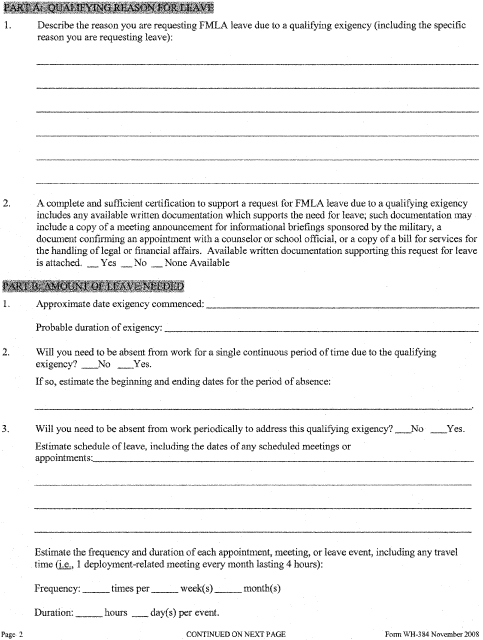 PART A: QUALIFYING REASON FOR LEAVE
1. Describe the reason you are requesting FMLA leave due to a qualifying exigency (including the specific
reason you are requesting leave):
2. A complete and sufficient certification to support a request for FMLA leave due to a qualifying exigency
includes any available written documentation which supports the need for leave; such documentation may
include a copy of a meeting announcement for informational briefings sponsored by the military, a
document confirming an appointment with a counselor or school official, or a copy of a bill for services for
the handling of legal or financial affairs. Available written documentation supporting this request for leave
is attached. __ Yes __ No __ None Available
PART B: AMOUNT OF LEAVE NEEDED
1. Approximate date exigency commenced: ____
Probable duration of exigency: ____
2. Will you need to be absent from work for a single continuous period of time due to the qualifying
exigency? ___No ___Yes.
If so, estimate the beginning and ending dates for the period of absence:
____.
3. Will you need to be absent from work periodically to address this qualifying exigency? ___No ___Yes.
Estimate schedule of leave, including the dates of any scheduled meetings or
appointments:____
Estimate the frequency and duration of each appointment, meeting, or leave event, including any travel
time (i.e., 1 deployment-related meeting every month lasting 4 hours):
Frequency: _____ times per _____ week(s) _____ month(s)
Duration: _____ hours ___ day(s) per event.
Page 2 CONTINUED ON NEXT PAGE Form WH-384 November 2008